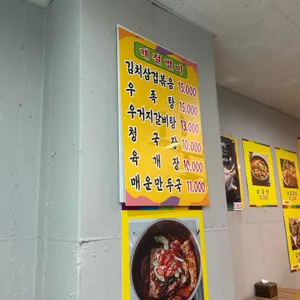 계절별미
김치삼겹볶음 15,000
우족탕 15,000
우거지갈비탕 13,000
청국장 10,000
육개장 10,000
매운만두국 11,000